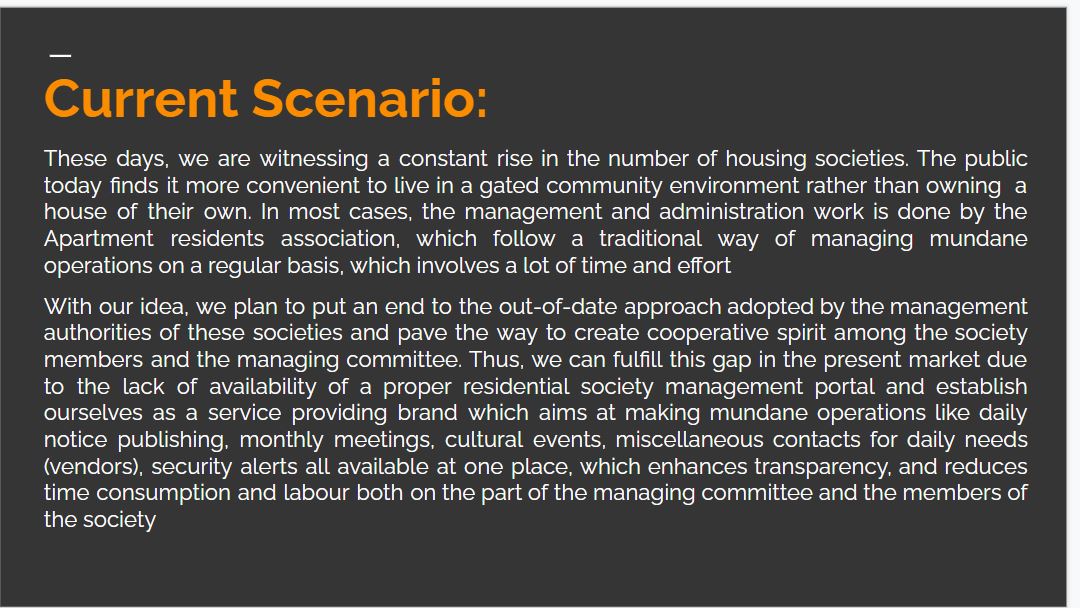 Current Scenario:
These days, we are witnessing a constant rise in the number of housing societies. The public
today finds it more convenient to live in a gated community environment rather than owning a
house of their own. In most cases, the management and administration work is done by the
Apartment residents association, which follow a traditional way of managing mundane
operations on a regular basis, which involves a lot of time and effort
With our idea, we plan to put an end to the out-of-date approach adopted by the management
authorities of these societies and pave the way to create cooperative spirit among the society
members and the managing committee. Thus, we can fulfill this gap in the present market due
to the lack of availability of a proper residential society management portal and establish
ourselves as a service providing brand which aims at making mundane operations like daily
notice publishing, monthly meetings, cultural events, miscellaneous contacts for daily needs
(vendors), security alerts all available at one place, which enhances transparency, and reduces
time consumption and labour both on the part of the managing committee and the members of
the society